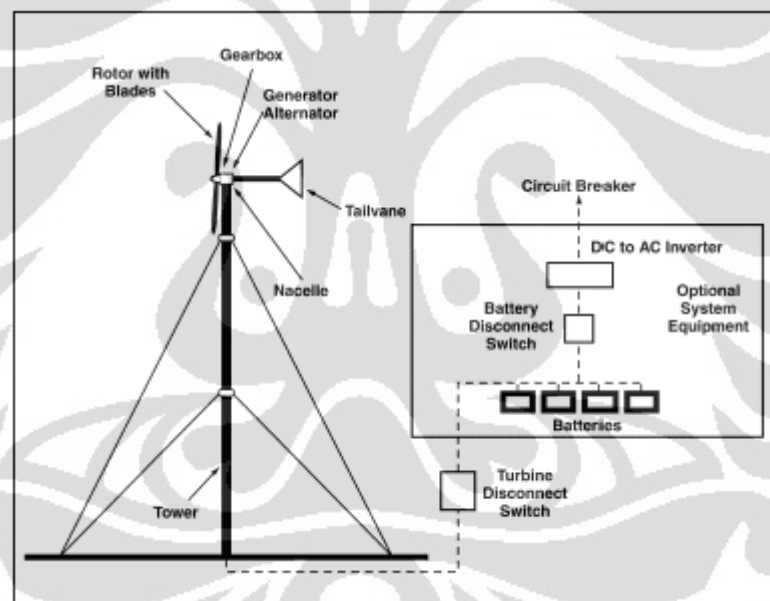 Gearbox
Rotor with
Blades
Generator
Alternator
Tailvane
Nacelle
Tower
Circuit Breaker
DC to AC Inverter
Optional
System
Equipment
Battery
Disconnect
Switch
Batteries
Turbine
Disconnect
Switch